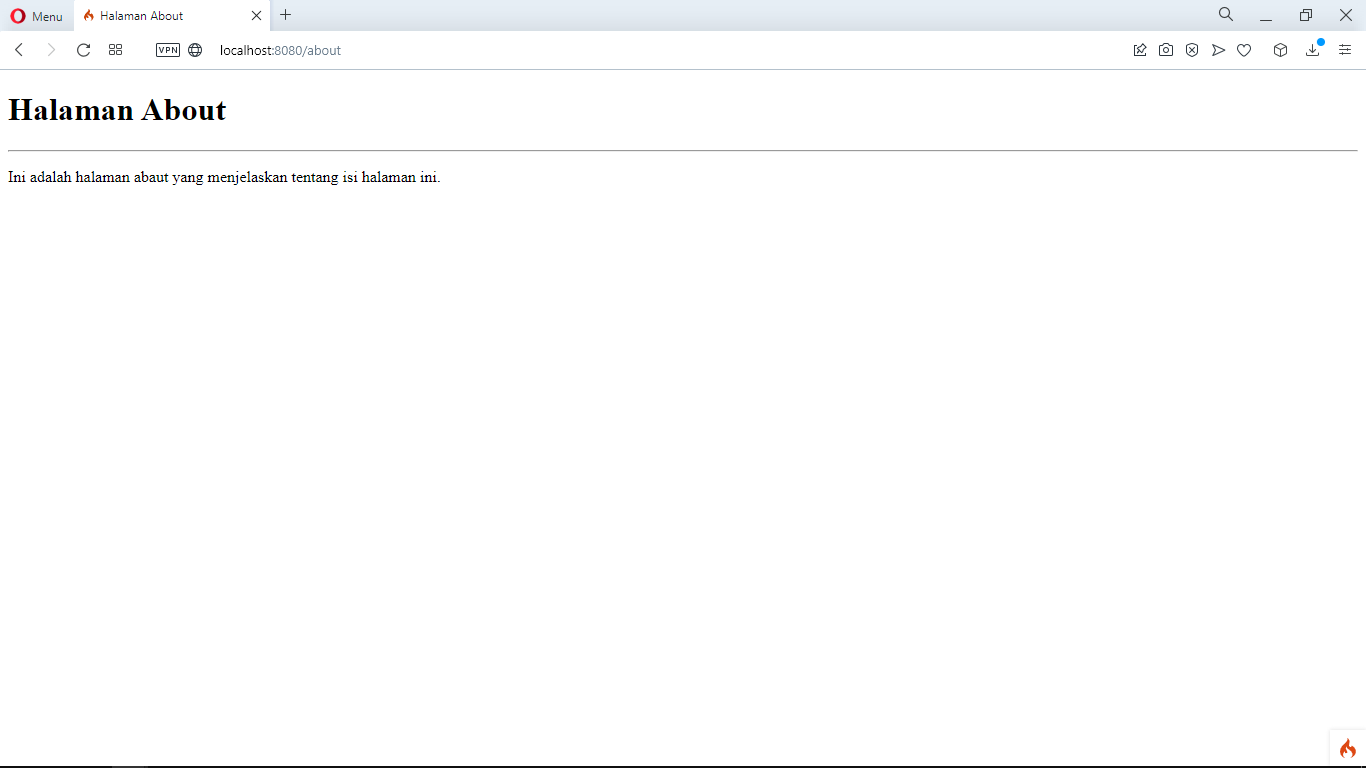 Menu
Halaman About
VPN
localhost:8080/about
Halaman About
Ini adalah halaman abaut yang menjelaskan tentang isi halaman ini.